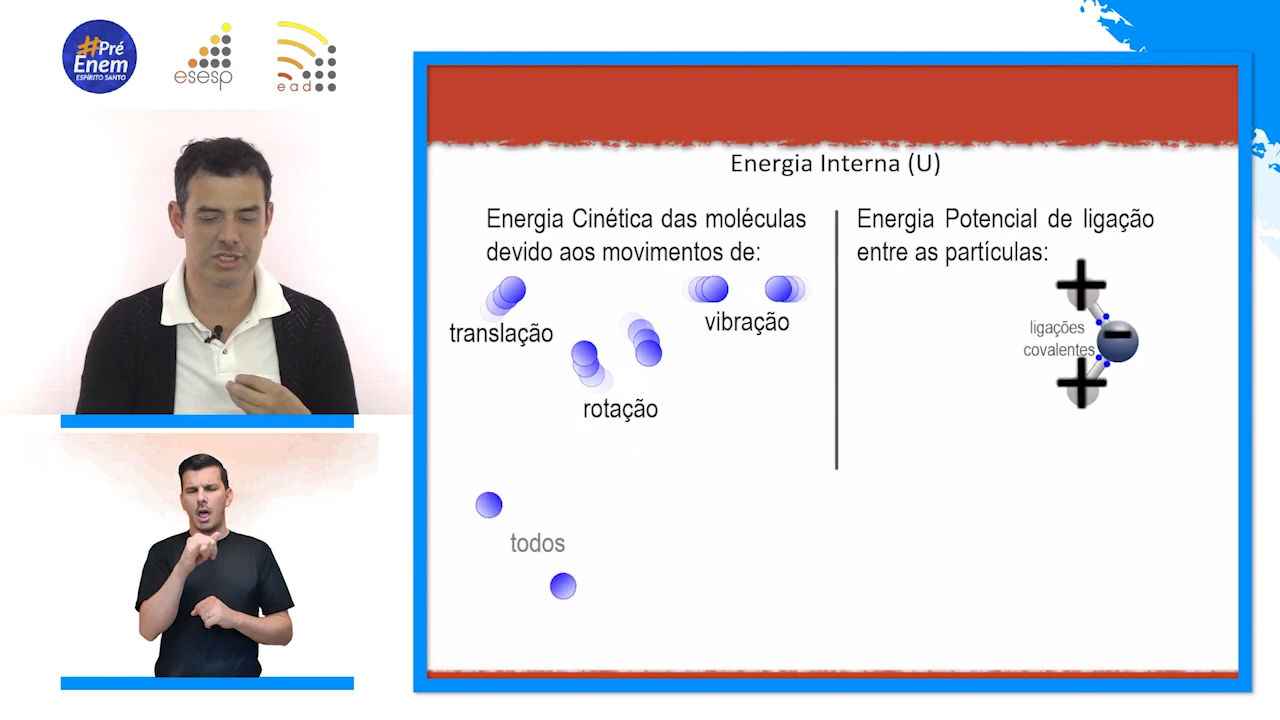 #Pré
Enem
ESPÍRITO SANTO
esesp
ead
Energia Interna (U)
Energia Cinética das moléculas
devido aos movimentos de:
translação
rotação
vibração
todos
Energia Potencial de ligação
entre as partículas:
ligações
covalentes